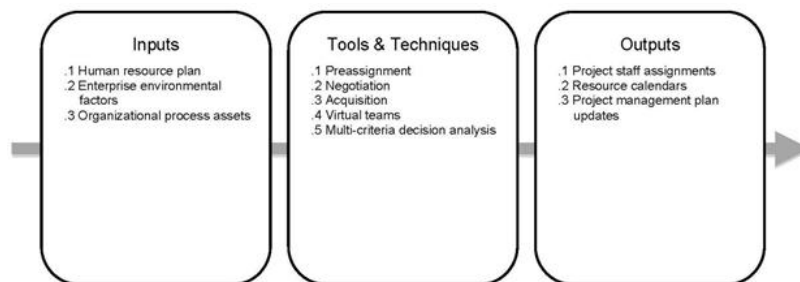 Inputs
.1 Human resource plan
.2 Enterprise environmental
factors
.3 Organizational process assets
Tools & Techniques
.1 Preassignment
.2 Negotiation
.3 Acquisition
.4 Virtual teams
.5 Multi-criteria decision analysis
Outputs
.1 Project staff assignments
.2 Resource calendars
.3 Project management plan
updates